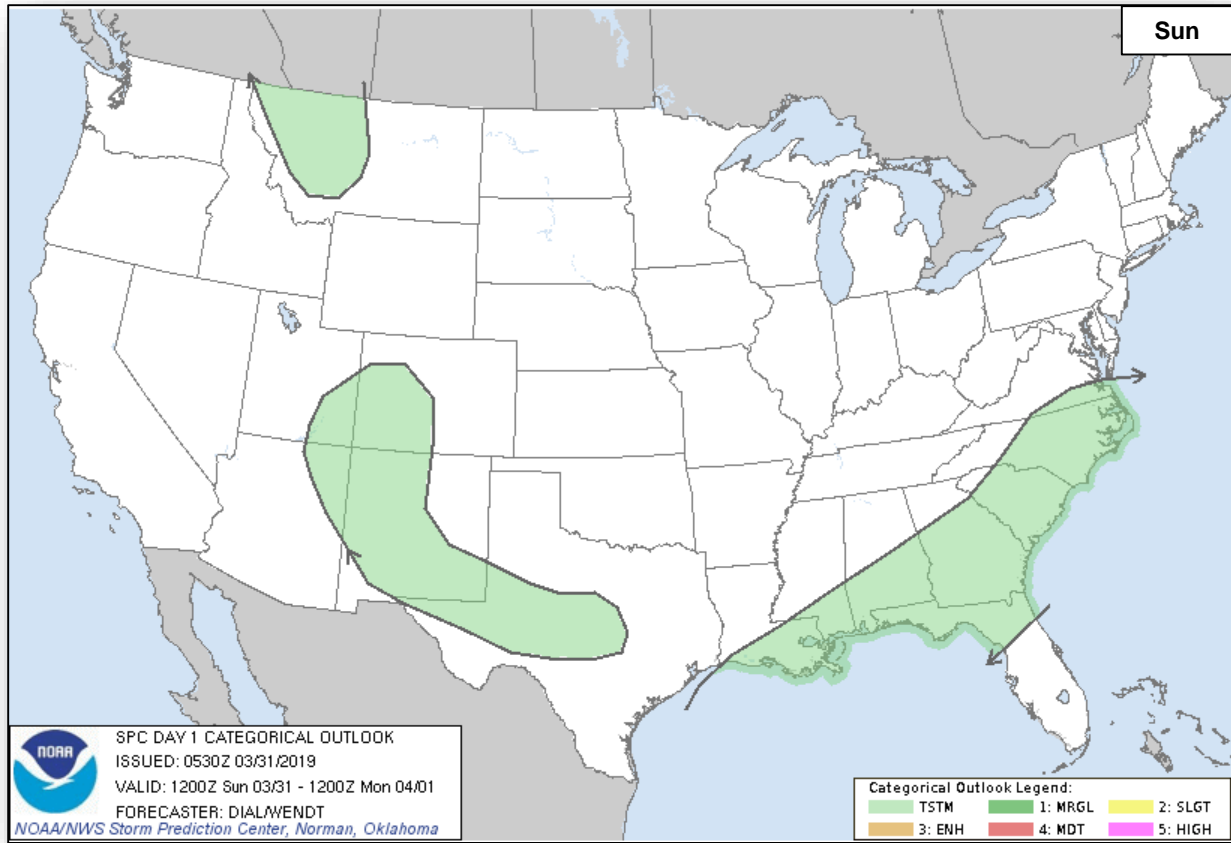 Sun
NOAA
SPC DAY 1 CATEGORICAL OUTLOOK
ISSUED: 0530Z 03/31/2019
VALID: 1200Z Sun 03/31 - 1200Z Mon 04/01
FORECASTER: DIAL/WENDT
NOAA/NWS Storm Prediction Center, Norman, Oklahoma
Categorical Outlook Legend:
TSTM 1: MRGL 2: SLGT
3: ENH 4: MDT 5: HIGH